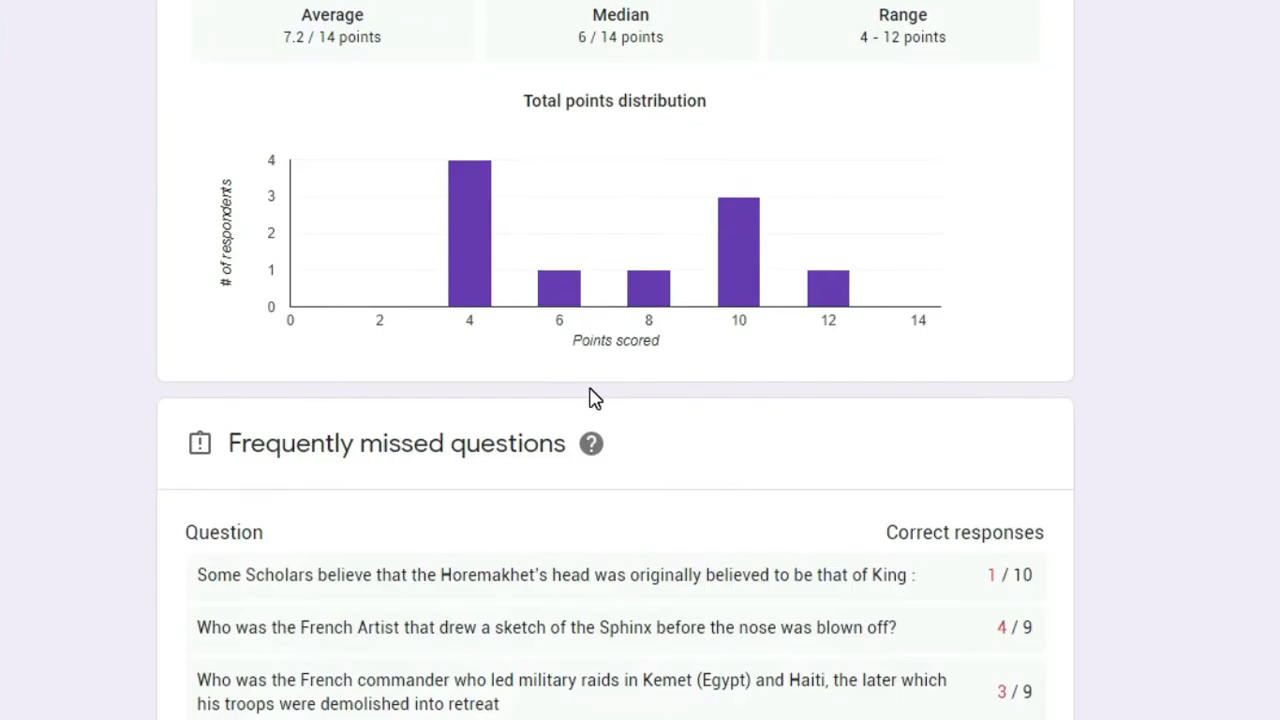 Average Median Range
7.2 / 14 points 6 / 14 points 4 - 12 points
Total points distribution
# of respondents
4
3
2
1
0
0 2 4 6 8 10 12 14
Points scored
Frequently missed questions ?
Question Correct responses
Some Scholars believe that the Horemakhet's head was originally believed to be that of King : 1 / 10
Who was the French Artist that drew a sketch of the Sphinx before the nose was blown off? 4 / 9
Who was the French commander who led military raids in Kemet (Egypt) and Haiti, the later which
his troops were demolished into retreat 3 / 9